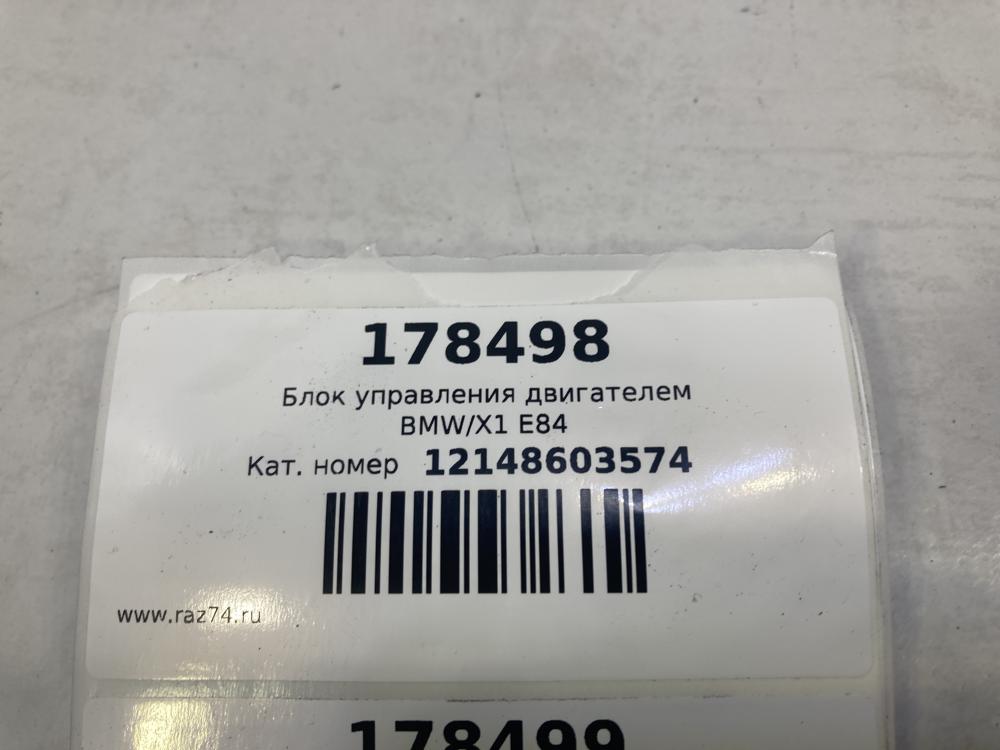 178498
Блок управления двигателем
BMW/X1 E84
Кат. номер 12148603574
www.raz74.ru
178499